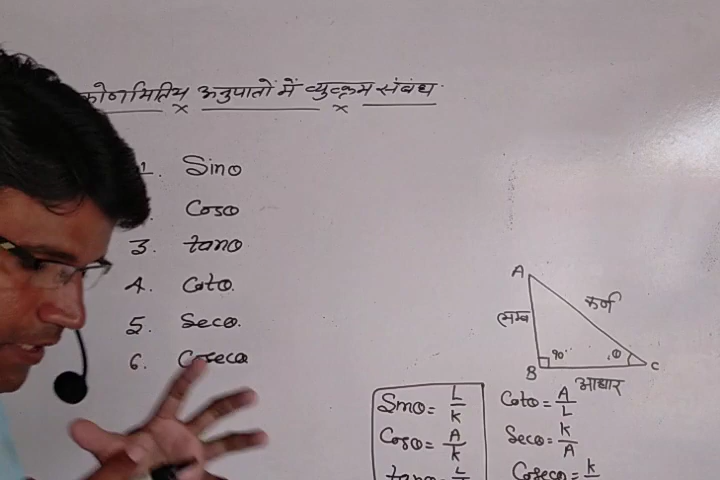 कोणमितिय अनुपातों में व्युत्क्रम संबंध
1. Sinθ
Cosθ
3. tanθ
4. Cotθ.
5. Secθ.
6. Cosecθ
A
लम्ब
कर्ण
B
90°
θ
C
आधार
Sinθ = L/K
Cosθ = A/K
tanθ = L
Cotθ = A/L
Secθ = K/A
Cosecθ = K